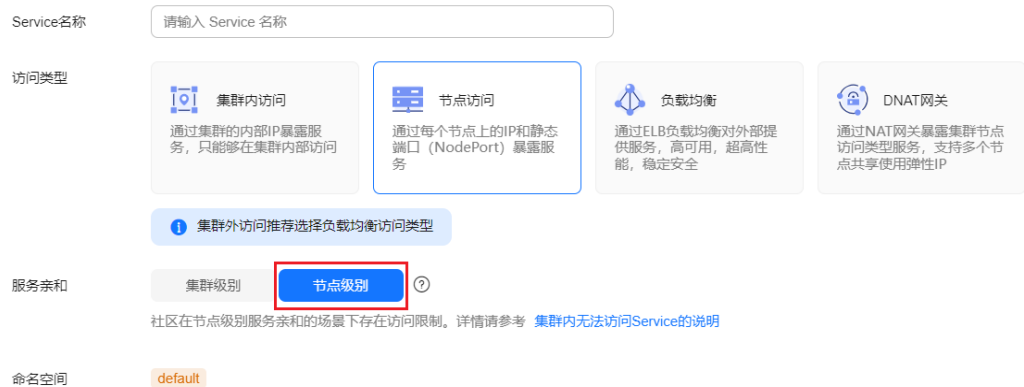 Service名称
请输入 Service 名称
访问类型
集群内访问
通过集群的内部IP暴露服
务，只能够在集群内部访问
节点访问
通过每个节点上的IP和静态
端口（NodePort）暴露服
务
负载均衡
通过ELB负载均衡对外部提
供服务，高可用，超高性
能，稳定安全
DNAT网关
通过NAT网关暴露集群节点
访问类型服务，支持多个节
点共享使用弹性IP
集群外访问推荐选择负载均衡访问类型
服务亲和
集群级别
节点级别
社区在节点级别服务亲和的场景下存在访问限制。详情请参考 集群内无法访问Service的说明
命名空间
default